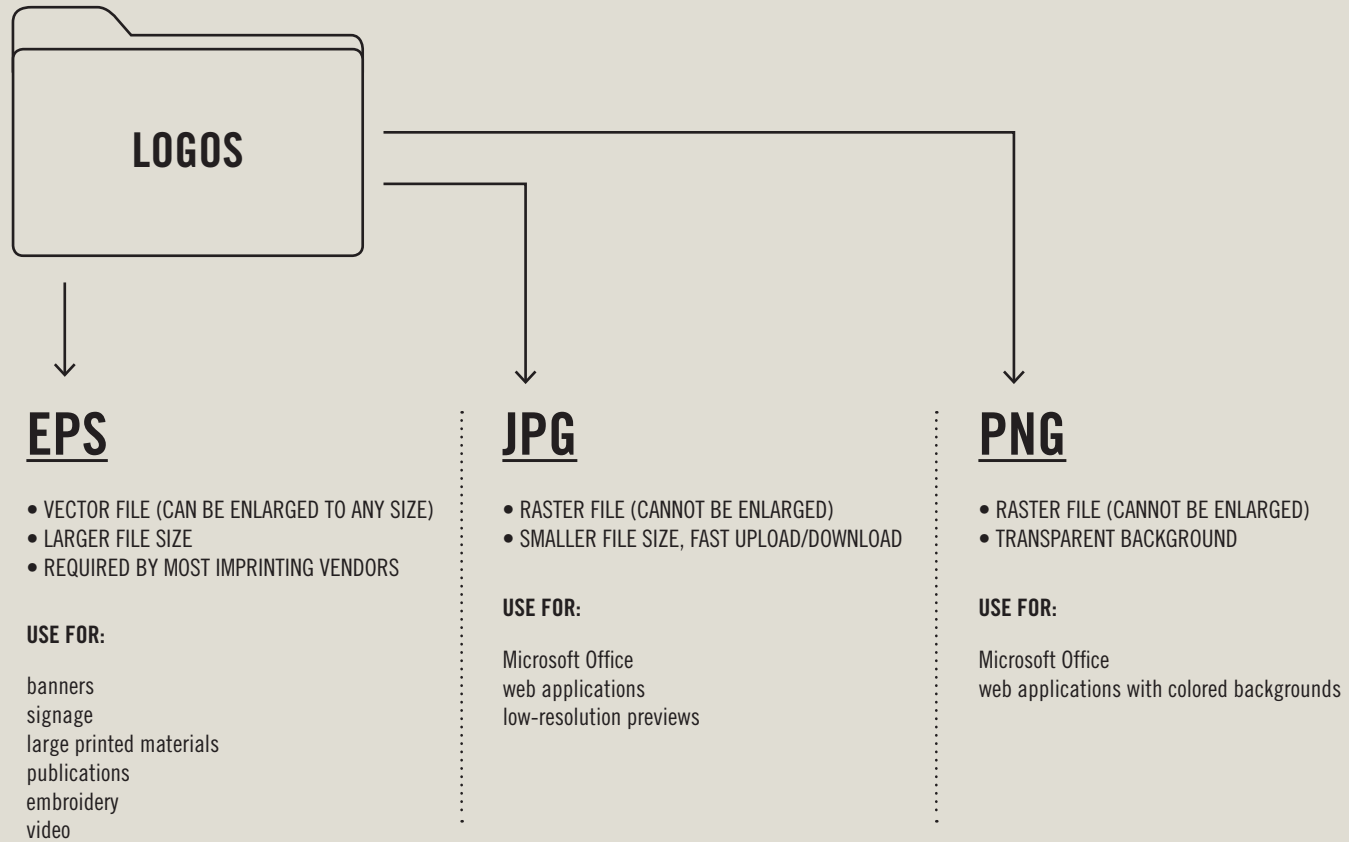 LOGOS
EPS
• VECTOR FILE (CAN BE ENLARGED TO ANY SIZE)
• LARGER FILE SIZE
• REQUIRED BY MOST IMPRINTING VENDORS
USE FOR:
banners
signage
large printed materials
publications
embroidery
video
JPG
• RASTER FILE (CANNOT BE ENLARGED)
• SMALLER FILE SIZE, FAST UPLOAD/DOWNLOAD
USE FOR:
Microsoft Office
web applications
low-resolution previews
PNG
• RASTER FILE (CANNOT BE ENLARGED)
• TRANSPARENT BACKGROUND
USE FOR:
Microsoft Office
web applications with colored backgrounds